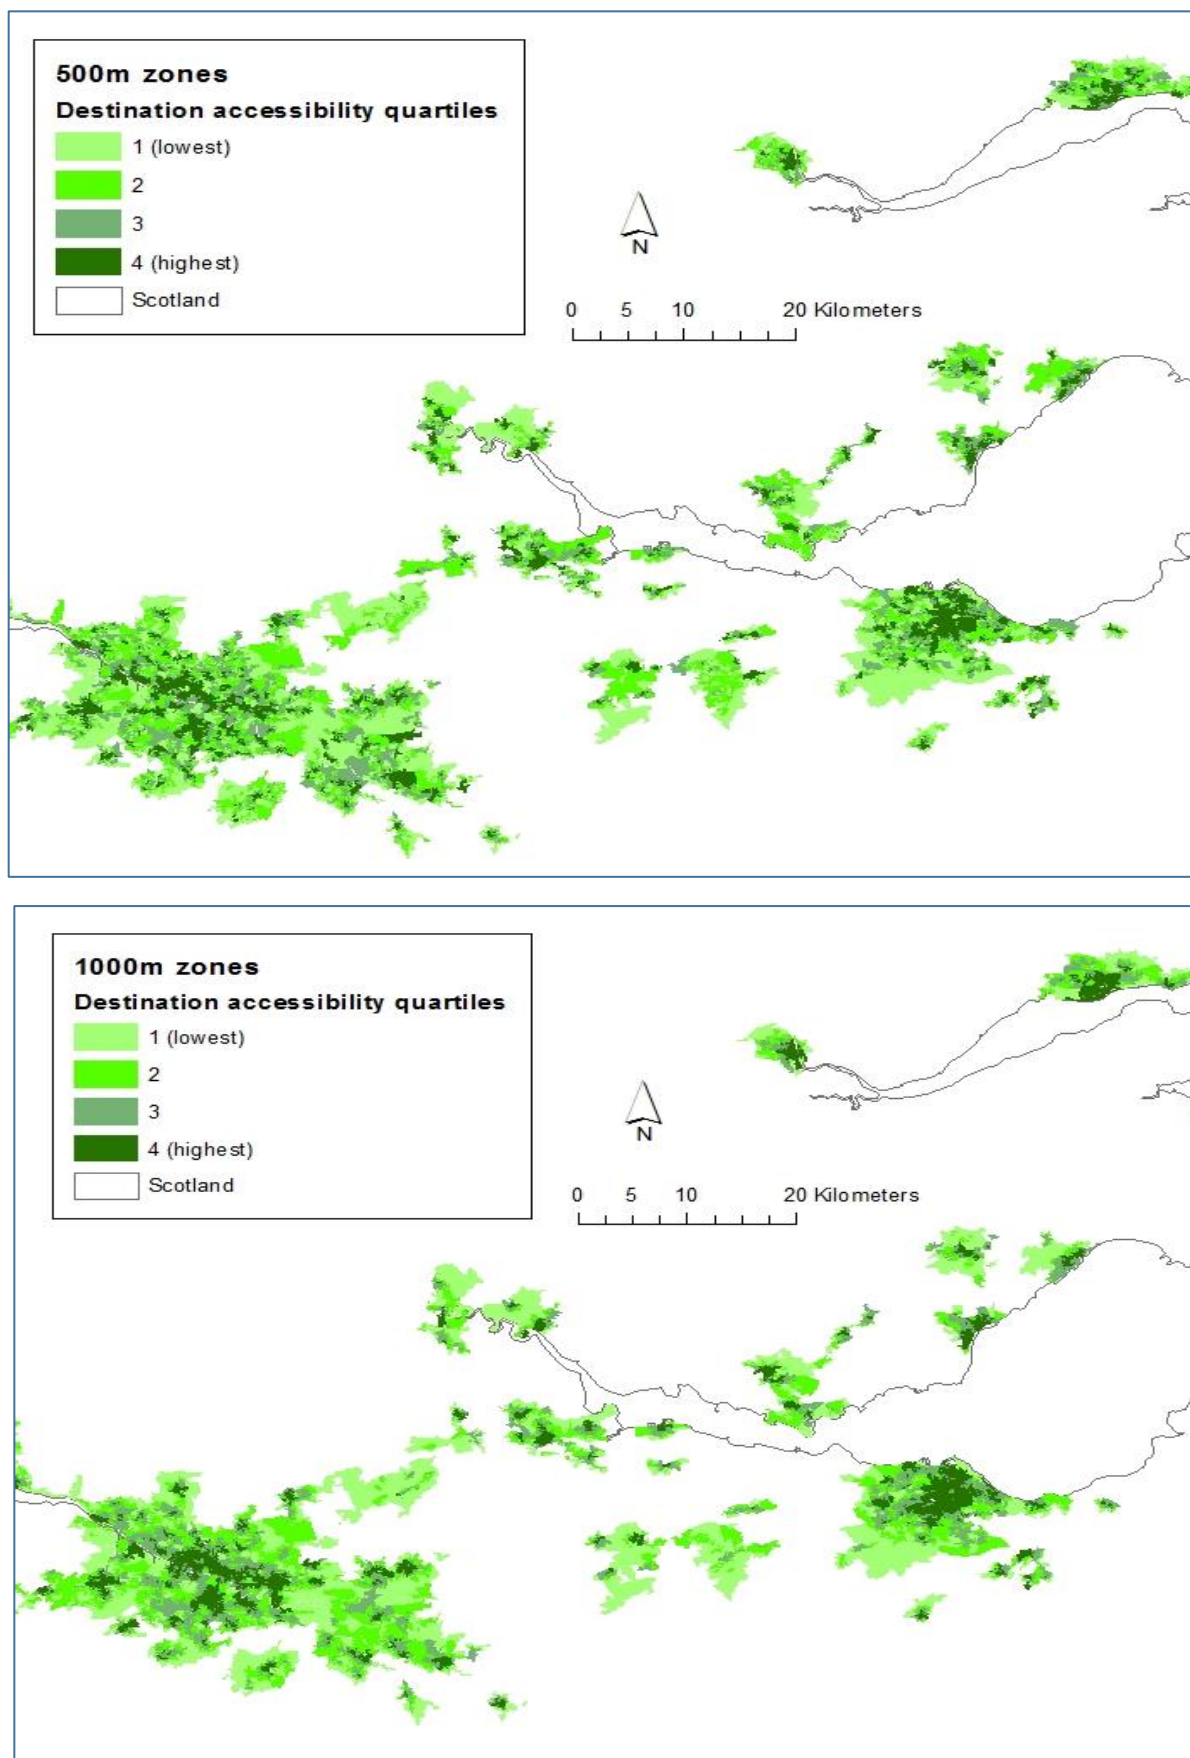 500m zones
Destination accessibility quartiles
1 (lowest)
2
3
4 (highest)
Scotland
N
0 5 10 20 Kilometers
1000m zones
Destination accessibility quartiles
1 (lowest)
2
3
4 (highest)
Scotland
N
0 5 10 20 Kilometers